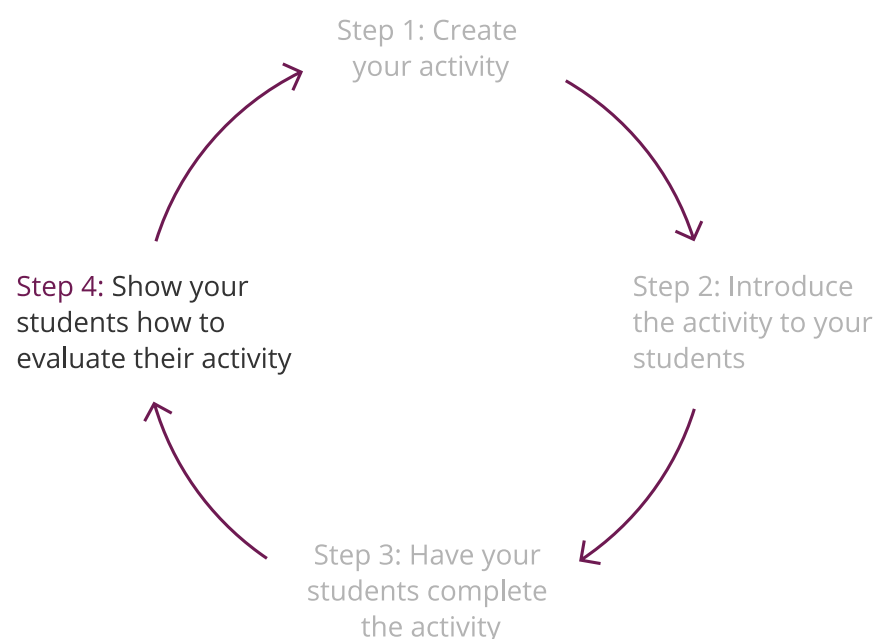 Step 1: Create
your activity
Step 2: Introduce
the activity to your
students
Step 3: Have your
students complete
the activity
Step 4: Show your
students how to
evaluate their activity